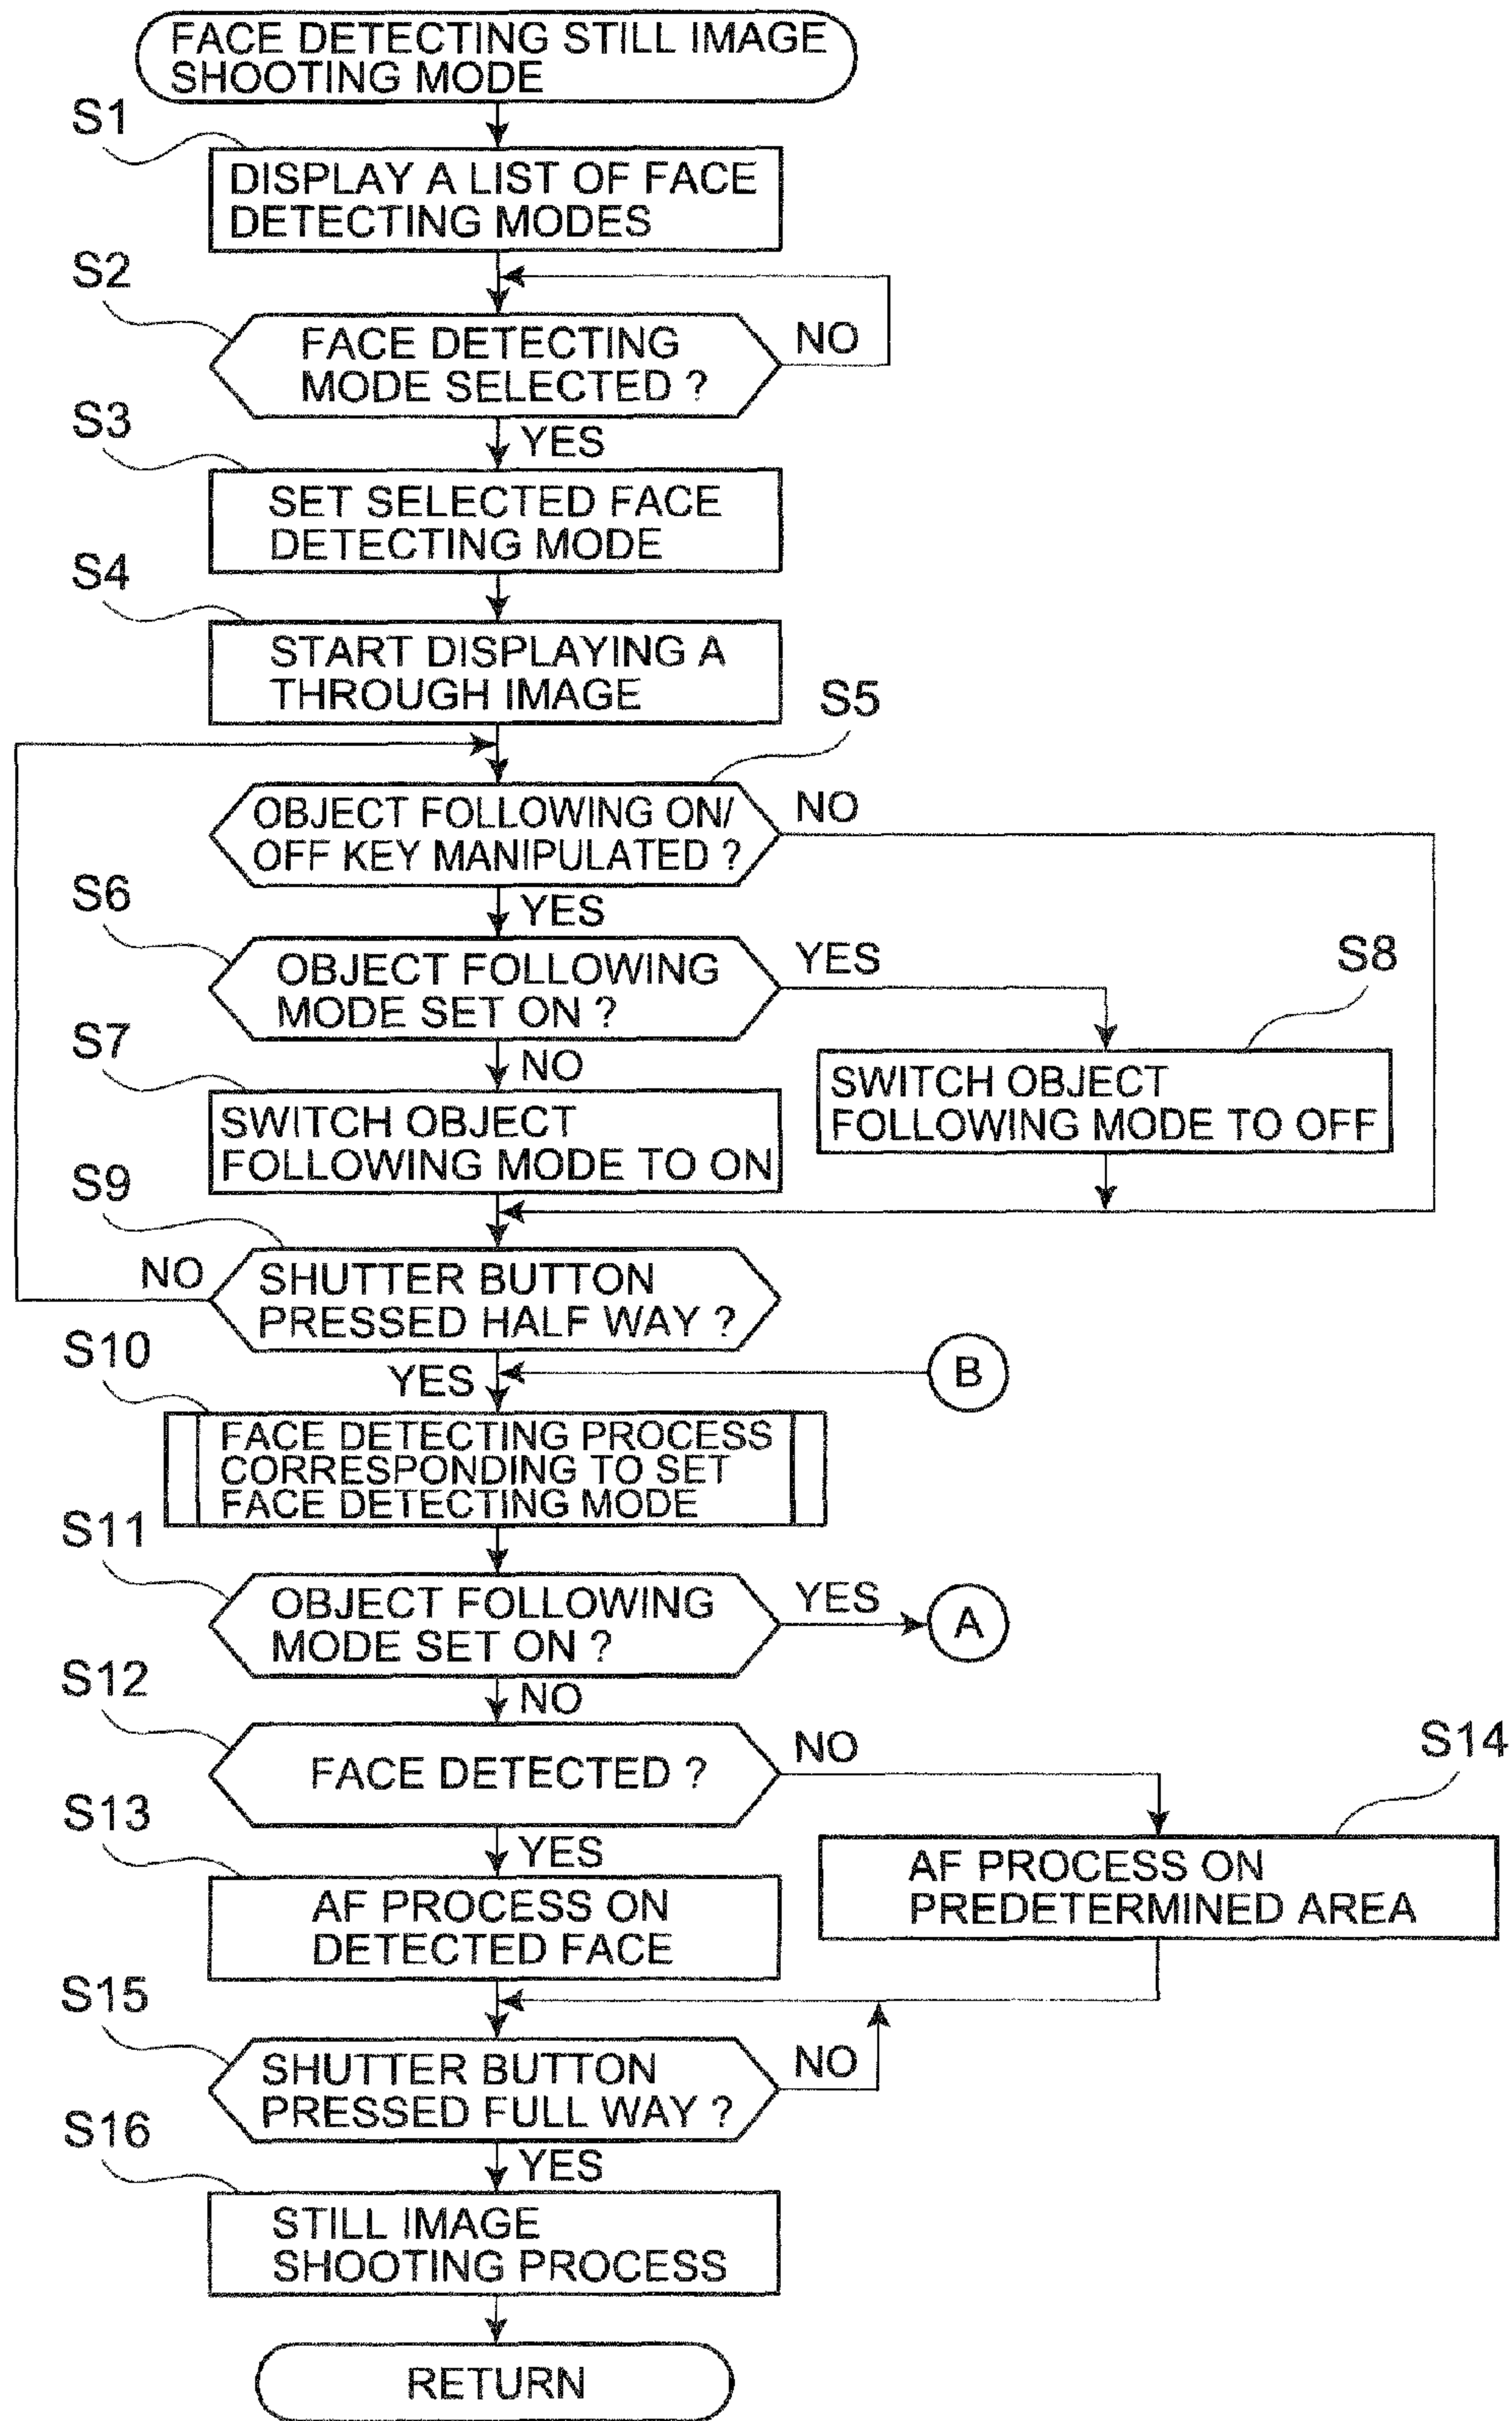 FACE DETECTING STILL IMAGE
SHOOTING MODE
S1
DISPLAY A LIST OF FACE
DETECTING MODES
S2
FACE DETECTING
MODE SELECTED ?
NO
YES
S3
SET SELECTED FACE
DETECTING MODE
S4
START DISPLAYING A
THROUGH IMAGE
S5
OBJECT FOLLOWING ON/
OFF KEY MANIPULATED ?
NO
YES
S6
OBJECT FOLLOWING
MODE SET ON ?
YES
NO
S7
SWITCH OBJECT
FOLLOWING MODE TO ON
S8
SWITCH OBJECT
FOLLOWING MODE TO OFF
S9
SHUTTER BUTTON
PRESSED HALF WAY ?
NO
YES
B
S10
FACE DETECTING PROCESS
CORRESPONDING TO SET
FACE DETECTING MODE
S11
OBJECT FOLLOWING
MODE SET ON ?
YES
A
NO
S12
FACE DETECTED ?
NO
YES
S13
AF PROCESS ON
DETECTED FACE
S14
AF PROCESS ON
PREDETERMINED AREA
S15
SHUTTER BUTTON
PRESSED FULL WAY ?
NO
YES
S16
STILL IMAGE
SHOOTING PROCESS
RETURN